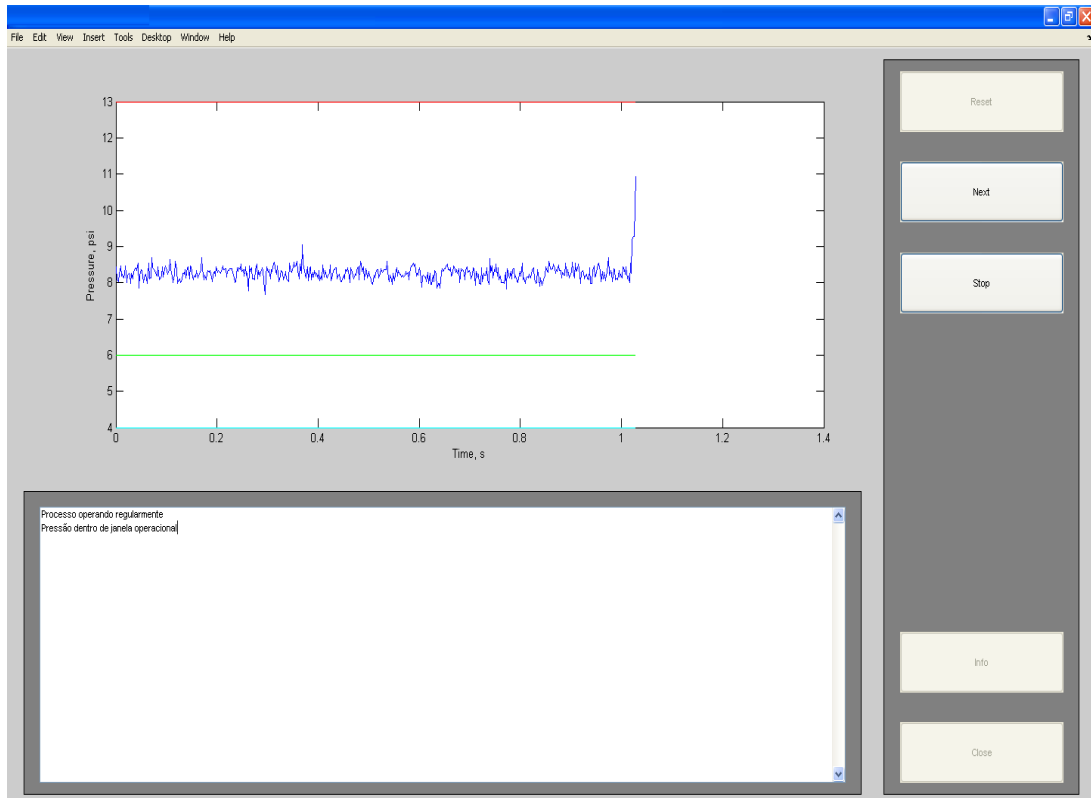 File Edit View Insert Tools Desktop Window Help
13
12
11
10
9
8
7
6
5
4
Pressure, psi
0 0.2 0.4 0.6 0.8 1 1.2 1.4
Time, s
Processo operando regularmente
Pressão dentro de janela operacional
Reset
Next
Stop
Info
Close